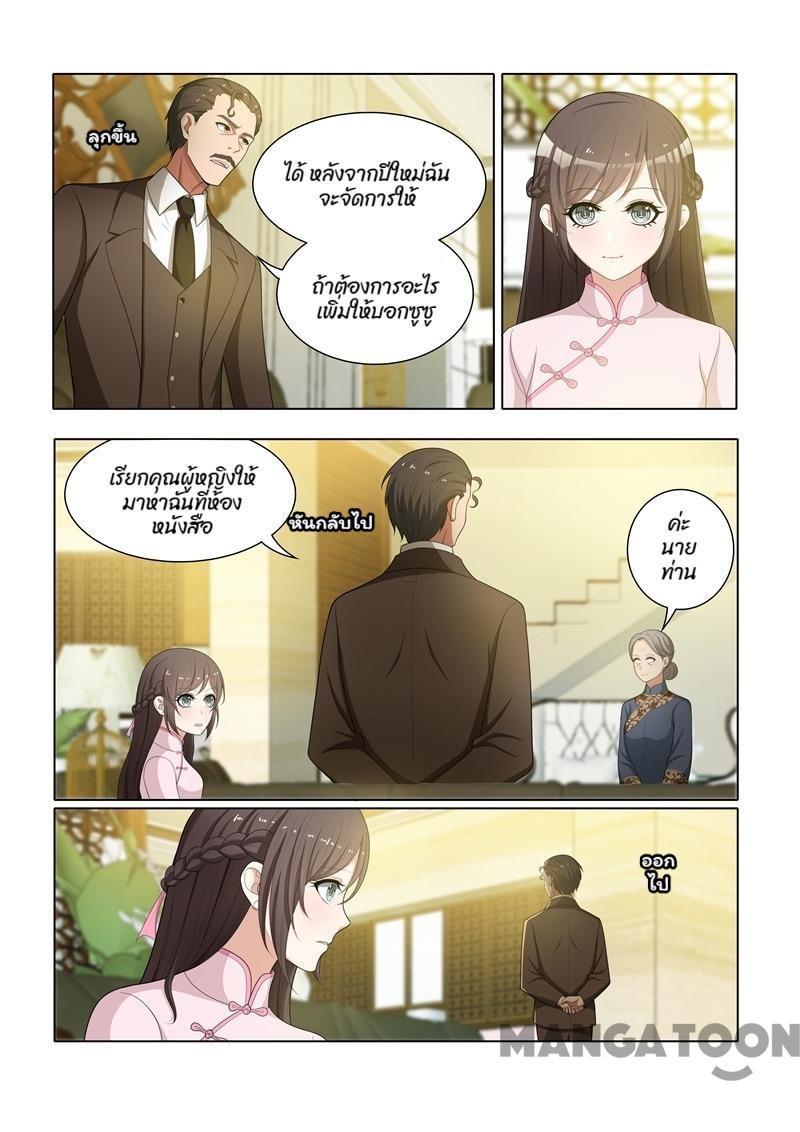 ลุกขึ้น
ได้ หลังจากปีใหม่ฉัน
จะจัดการให้
ถ้าต้องการอะไร
เพิ่มให้บอกซูซู
เรียกคุณผู้หญิงให้
มาหาฉันที่ห้อง
หนังสือ
หันกลับไป
ค่ะ
นาย
ท่าน
ออก
ไป
MANGATOON